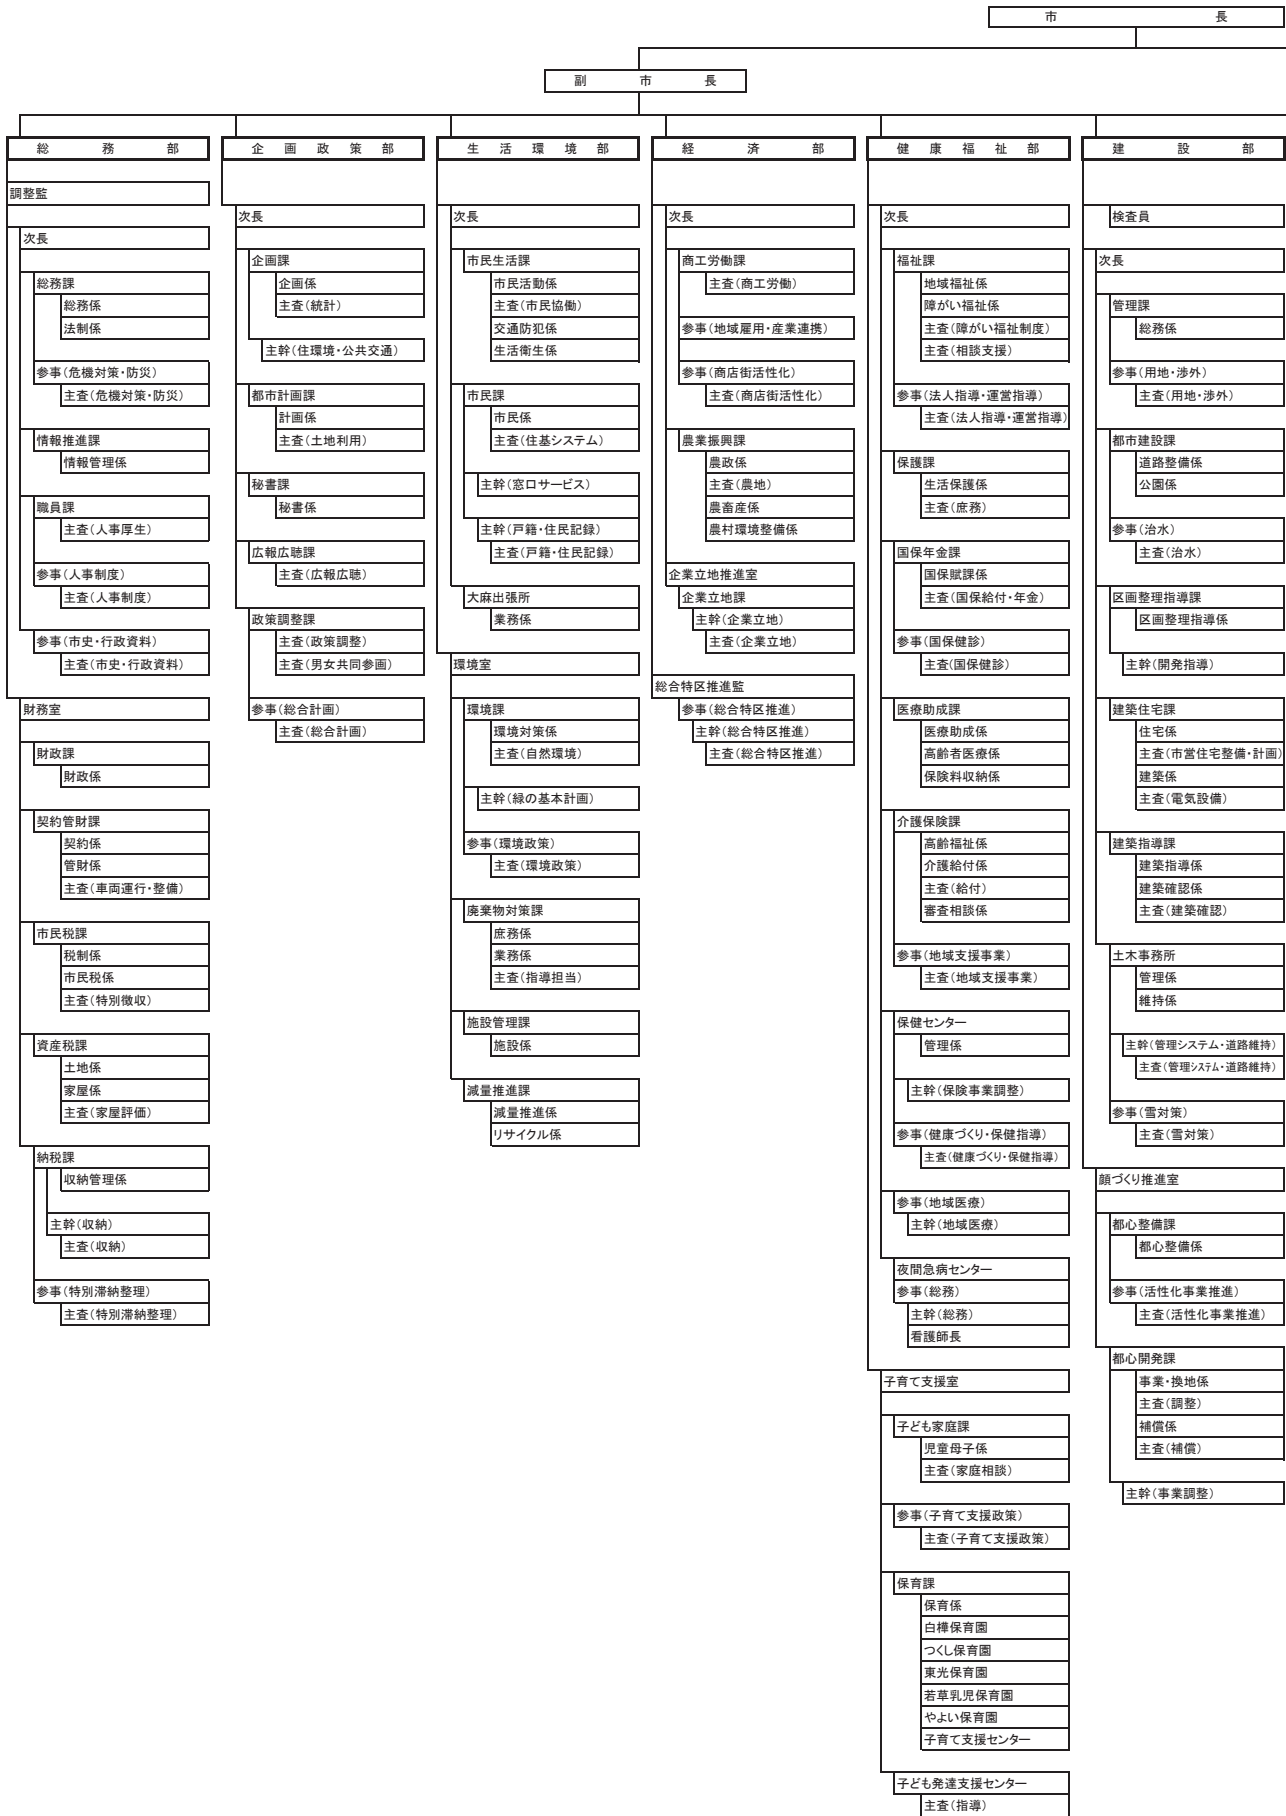 市長
副市長
総務部
調整監
次長
総務課
総務係
法制係
参事(危機対策・防災)
主査(危機対策・防災)
情報推進課
情報管理係
職員課
主査(人事厚生)
参事(人事制度)
主査(人事制度)
参事(市史・行政資料)
主査(市史・行政資料)
財務室
財政課
財政係
契約管財課
契約係
管財係
主査(車両運行・整備)
市民税課
税制係
市民税係
主査(特別徴収)
資産税課
土地係
家屋係
主査(家屋評価)
納税課
収納管理係
主幹(収納)
主査(収納)
参事(特別滞納整理)
主査(特別滞納整理)
企画政策部
次長
企画課
企画係
主査(統計)
主幹(住環境・公共交通)
都市計画課
計画係
主査(土地利用)
秘書課
秘書係
広報広聴課
主査(広報広聴)
政策調整課
主査(政策調整)
主査(男女共同参画)
参事(総合計画)
主査(総合計画)
生活環境部
次長
市民生活課
市民活動係
主査(市民協働)
交通防犯係
生活衛生係
市民課
市民係
主査(住基システム)
主幹(窓口サービス)
主幹(戸籍・住民記録)
主査(戸籍・住民記録)
大麻出張所
業務係
環境室
環境課
環境対策係
主査(自然環境)
主幹(緑の基本計画)
参事(環境政策)
主査(環境政策)
廃棄物対策課
庶務係
業務係
主査(指導担当)
施設管理課
施設係
減量推進課
減量推進係
リサイクル係
経済部
次長
商工労働課
主査(商工労働)
参事(地域雇用・産業連携)
参事(商店街活性化)
主査(商店街活性化)
農業振興課
農政係
主査(農地)
農畜産係
農村環境整備係
企業立地推進室
企業立地課
主幹(企業立地)
主査(企業立地)
総合特区推進監
参事(総合特区推進)
主幹(総合特区推進)
主査(総合特区推進)
健康福祉部
次長
福祉課
地域福祉係
障がい福祉係
主査(障がい福祉制度)
主査(相談支援)
参事(法人指導・運営指導)
主査(法人指導・運営指導)
保護課
生活保護係
主査(庶務)
国保年金課
国保賦課係
主査(国保給付・年金)
参事(国保健診)
主査(国保健診)
医療助成課
医療助成係
高齢者医療係
保険料収納係
介護保険課
高齢福祉係
介護給付係
主査(給付)
審査相談係
参事(地域支援事業)
主査(地域支援事業)
保健センター
管理係
主幹(保険事業調整)
参事(健康づくり・保健指導)
主査(健康づくり・保健指導)
参事(地域医療)
主幹(地域医療)
夜間急病センター
参事(総務)
主幹(総務)
看護師長
子育て支援室
子ども家庭課
児童母子係
主査(家庭相談)
参事(子育て支援政策)
主査(子育て支援政策)
保育課
保育係
白樺保育園
つくし保育園
東光保育園
若草乳児保育園
やよい保育園
子育て支援センター
子ども発達支援センター
主査(指導)
建設部
検査員
次長
管理課
総務係
参事(用地・渉外)
主査(用地・渉外)
都市建設課
道路整備係
公園係
参事(治水)
主査(治水)
区画整理指導課
区画整理指導係
主幹(開発指導)
建築住宅課
住宅係
主査(市営住宅整備・計画)
建築係
主査(電気設備)
建築指導課
建築指導係
建築確認係
主査(建築確認)
土木事務所
管理係
維持係
主幹(管理システム・道路維持)
主査(管理システム・道路維持)
参事(雪対策)
主査(雪対策)
顔づくり推進室
都心整備課
都心整備係
参事(活性化事業推進)
主査(活性化事業推進)
都心開発課
事業・換地係
主査(調整)
補償係
主査(補償)
主幹(事業調整)